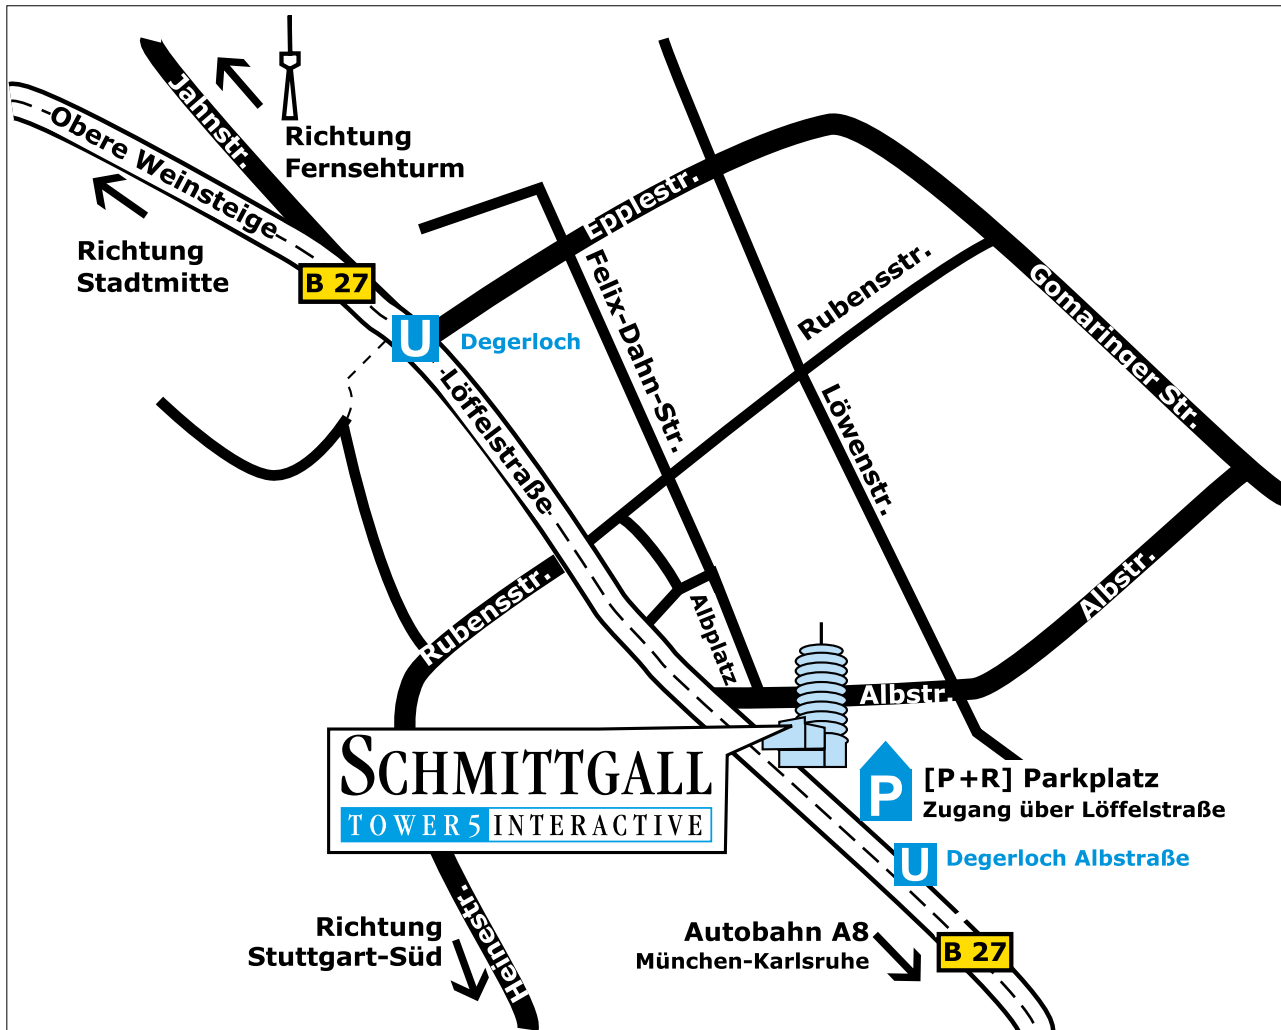 Jahnstr.
Obere Weinsteige
Richtung
Fernsehturm
Richtung
Stadtmitte
B 27
U
Degerloch
Epplestr.
Felix-Dahn-Str.
Rubensstr.
Gomaringer Str.
Löffelstraße
Löwenstr.
Rubensstr.
Albplatz
Albstr.
Albstr.
SCHMITTGALL
TOWER5 INTERACTIVE
P
[P+R] Parkplatz
Zugang über Löffelstraße
U
Degerloch Albstraße
Heinestr.
Richtung
Stuttgart-Süd
Autobahn A8
München-Karlsruhe
B 27